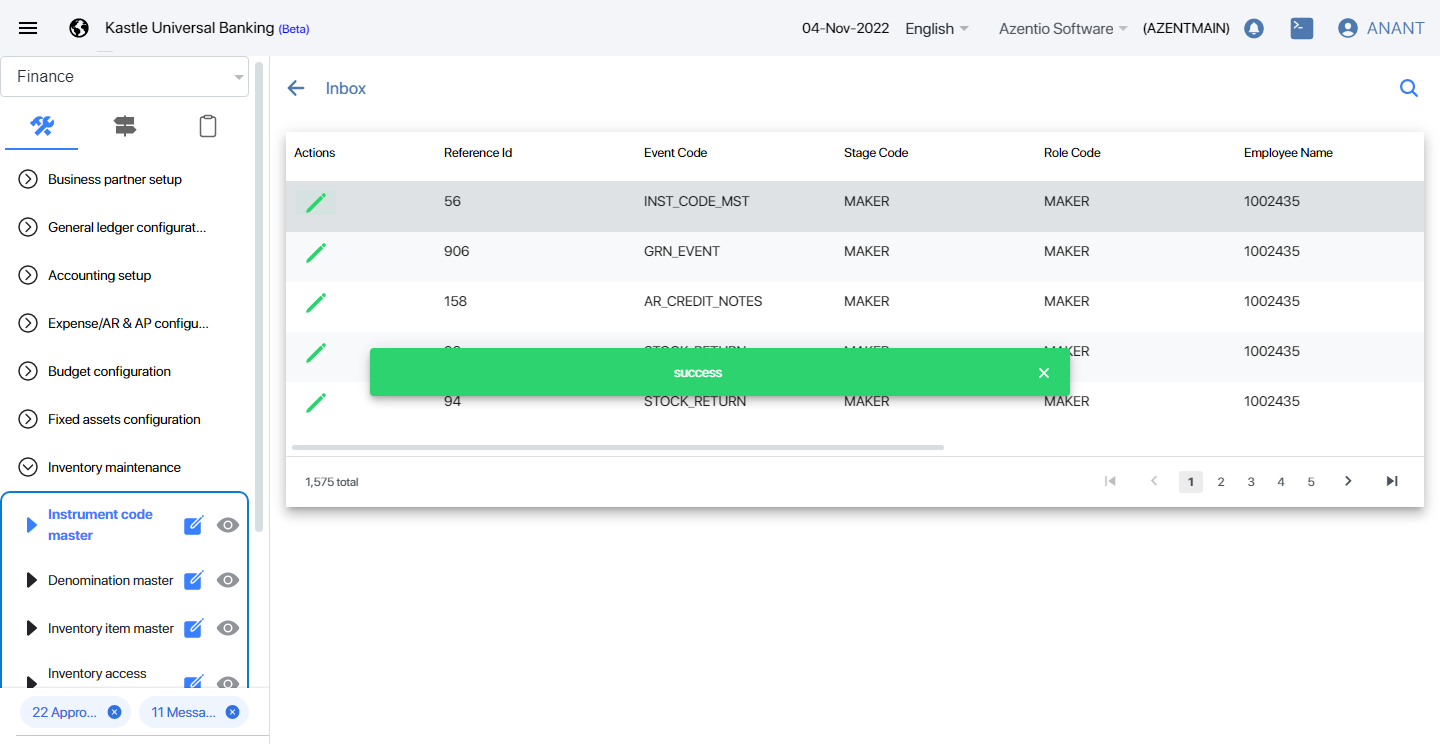 Kastle Universal Banking (Beta)
04-Nov-2022 English Azentio Software (AZENTMAIN) ANANT
Finance
Business partner setup
General ledger configurat...
Accounting setup
Expense/AR & AP configu...
Budget configuration
Fixed assets configuration
Inventory maintenance
Instrument code
master
Denomination master
Inventory item master
Inventory access
22 Appro...
11 Messa...
Inbox
Actions Reference Id Event Code Stage Code Role Code Employee Name
56 INST_CODE_MST MAKER MAKER 1002435
906 GRN_EVENT MAKER MAKER 1002435
158 AR_CREDIT_NOTES MAKER MAKER 1002435
STOCK_RETURN MAKER MAKER 1002435
success
94 STOCK_RETURN MAKER MAKER 1002435
1,575 total
1 2 3 4 5